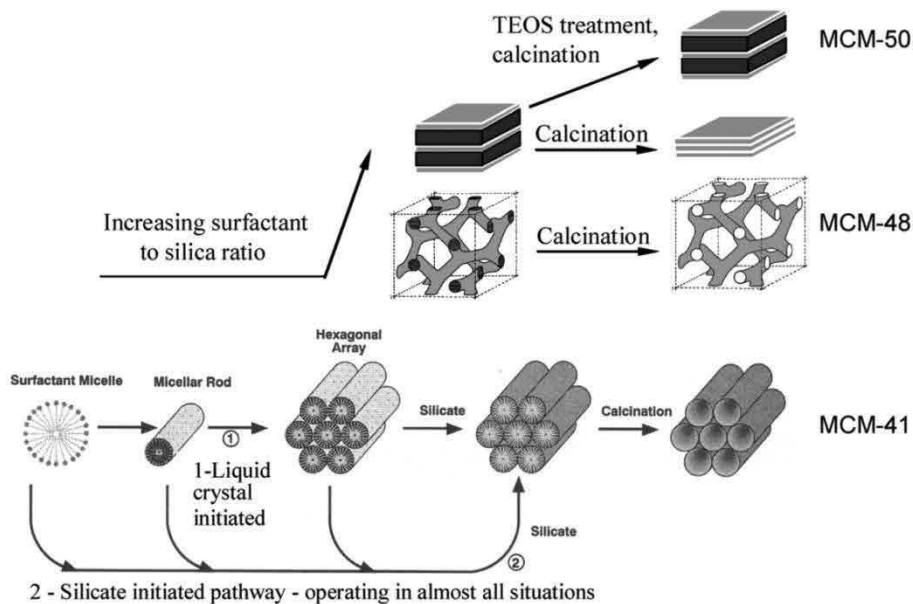 TEOS treatment,
calcination
MCM-50
Calcination
Increasing surfactant
to silica ratio
Calcination
MCM-48
Hexagonal
Array
Surfactant Micelle
Micellar Rod
Silicate
Calcination
MCM-41
1
1-Liquid
crystal
initiated
Silicate
2
2 - Silicate initiated pathway - operating in almost all situations